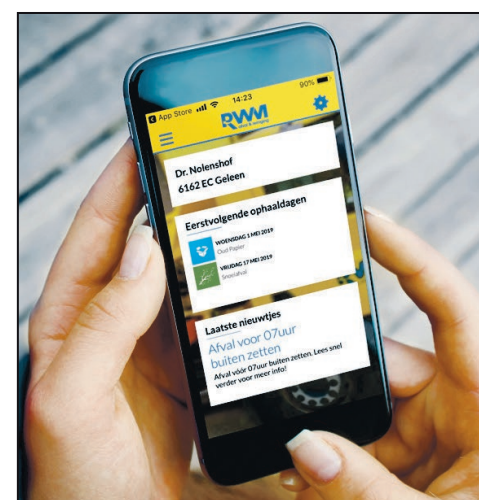 App Store
14:23
90%
RWM
afval & reiniging
Dr. Nolenshof
6162 EC Geleen
Eerstvolgende ophaaldagen
WOENSDAG 1 MEI 2019
Oud Papier
VRIJDAG 17 MEI 2019
Snoeiafval
Laatste nieuwtjes
Afval voor 07uur
buiten zetten
Afval vóór 07uur buiten zetten. Lees snel
verder voor meer info!